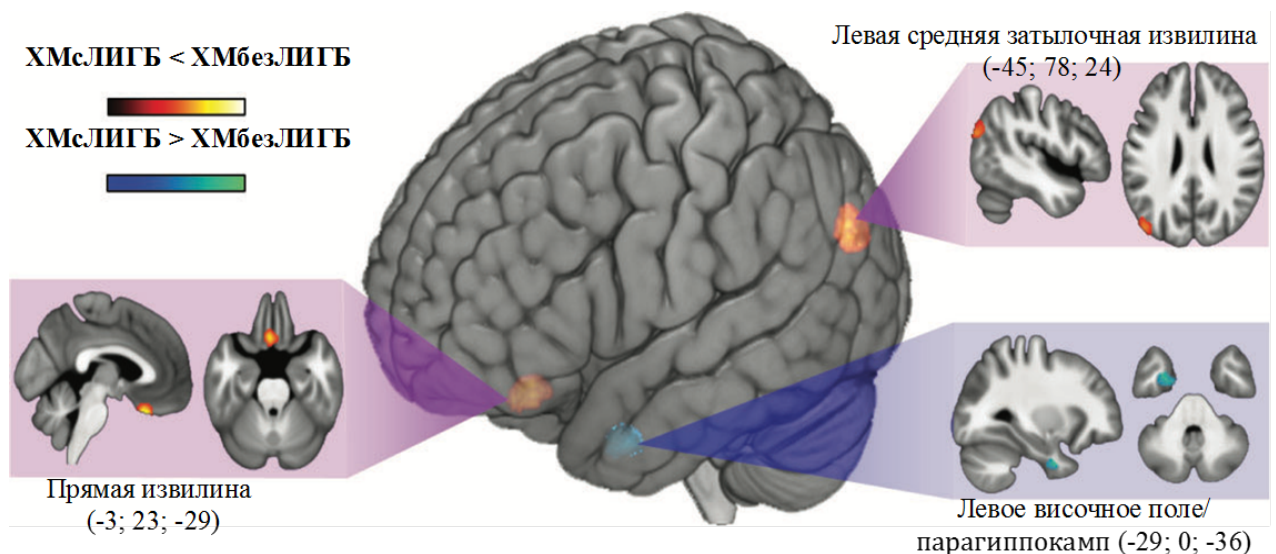 ХМсЛИГБ < ХМбезЛИГБ
ХМсЛИГБ > ХМбезЛИГБ
Левая средняя затылочная извилина
(-45; 78; 24)
Прямая извилина
(-3; 23; -29)
Левое височное поле/
парагиппокамп (-29; 0; -36)